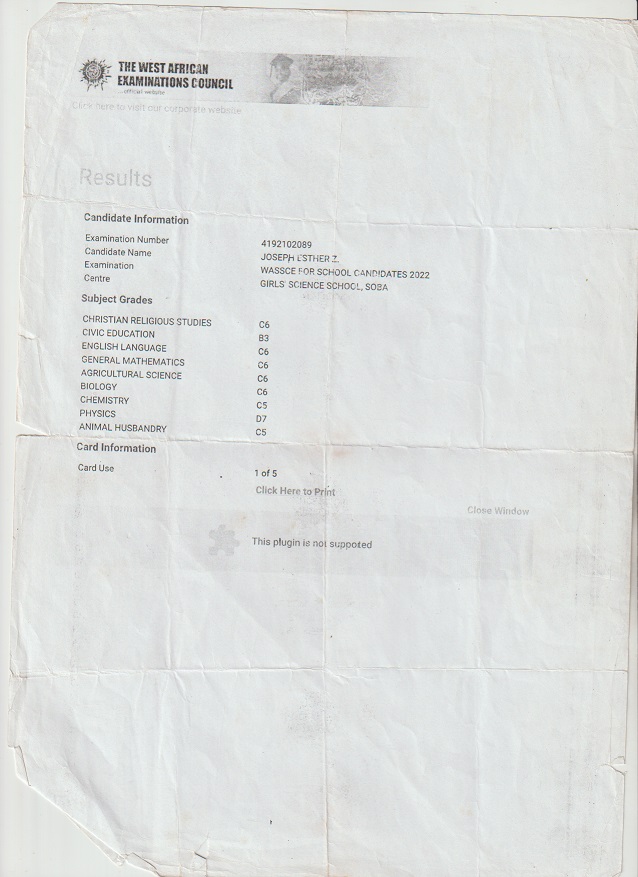 THE WEST AFRICAN
EXAMINATIONS COUNCIL
...official website
Click here to visit our corporate website
Results
Candidate Information
Examination Number 4192102089
Candidate Name JOSEPH ESTHER Z.
Examination WASSCE FOR SCHOOL CANDIDATES 2022
Centre GIRLS' SCIENCE SCHOOL, SOBA
Subject Grades
CHRISTIAN RELIGIOUS STUDIES C6
CIVIC EDUCATION B3
ENGLISH LANGUAGE C6
GENERAL MATHEMATICS C6
AGRICULTURAL SCIENCE C6
BIOLOGY C6
CHEMISTRY C5
PHYSICS D7
ANIMAL HUSBANDRY C5
Card Information
Card Use 1 of 5
Click Here to Print
Close Window
This plugin is not suppoted